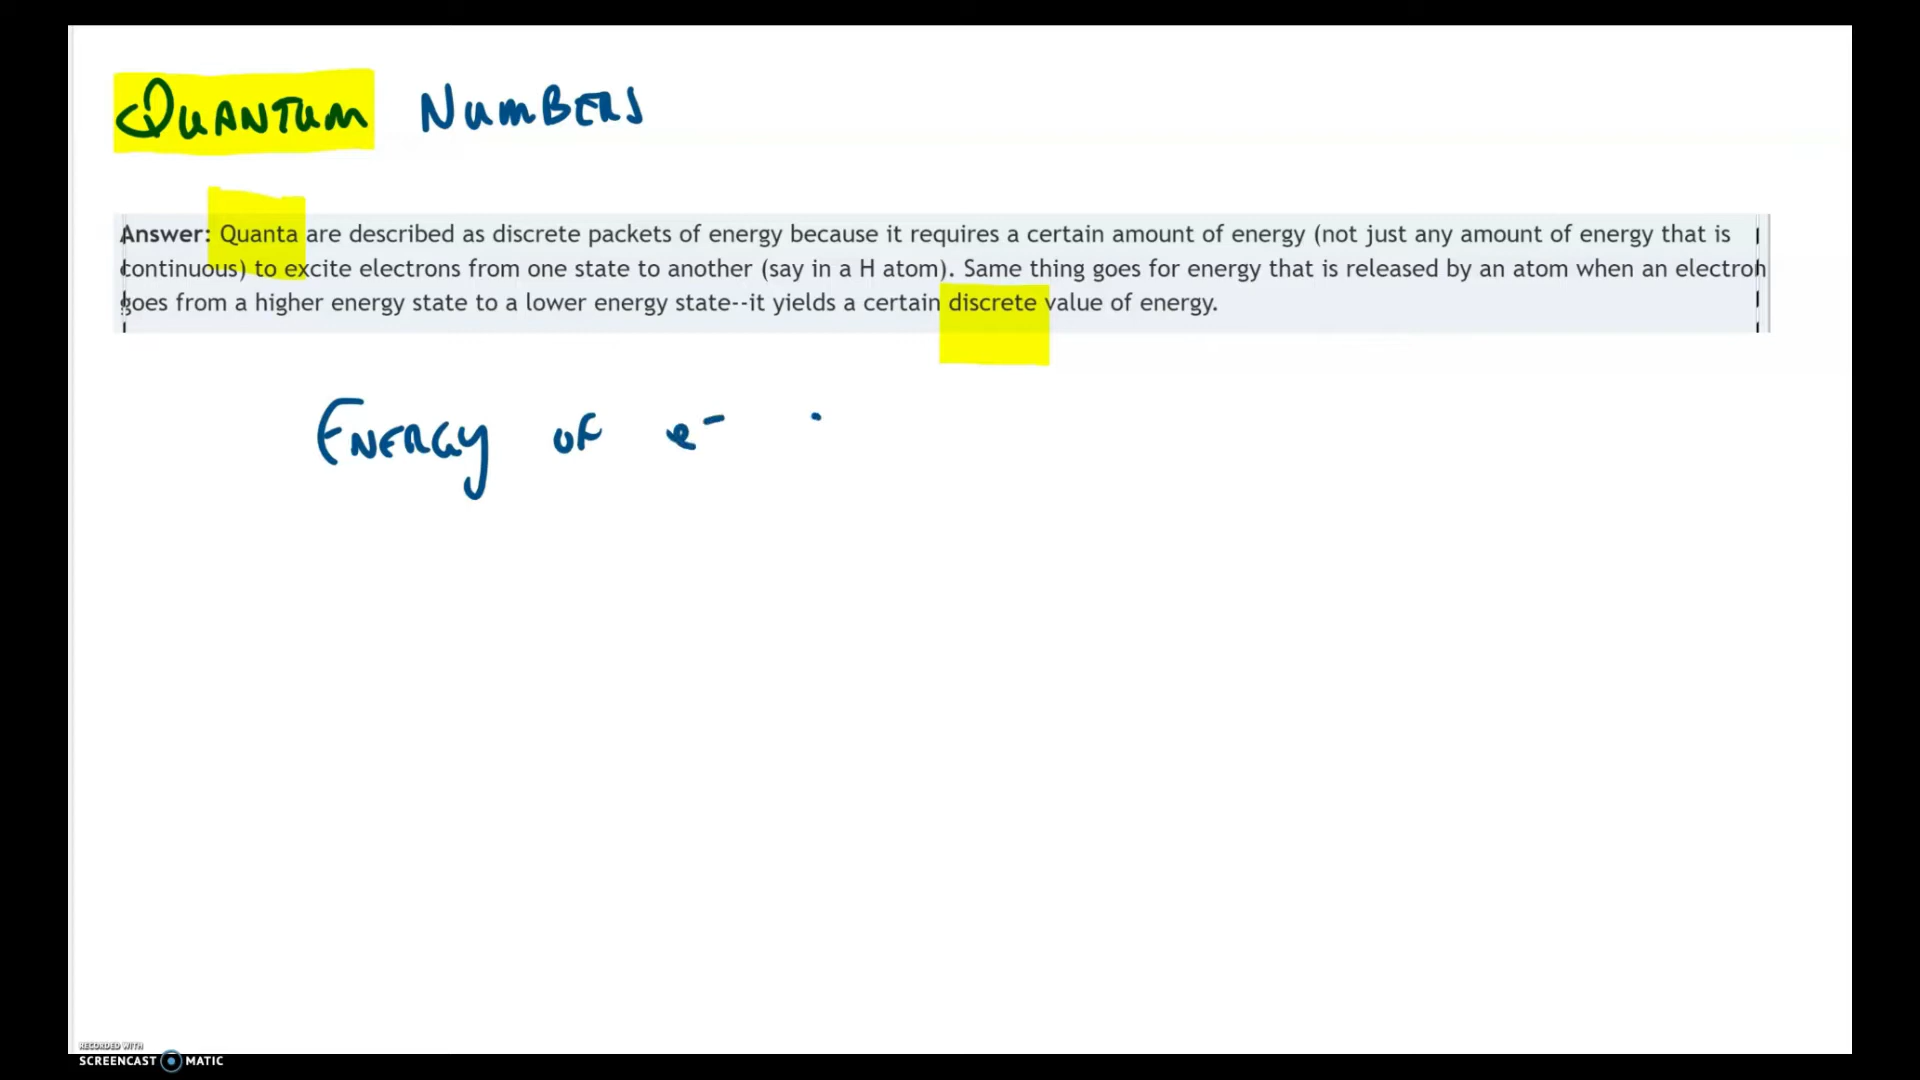 QUANTUM NUMBERS
Answer: Quanta are described as discrete packets of energy because it requires a certain amount of energy (not just any amount of energy that is
continuous) to excite electrons from one state to another (say in a H atom). Same thing goes for energy that is released by an atom when an electron
goes from a higher energy state to a lower energy state--it yields a certain discrete value of energy.
ENERGY OF e⁻
RECORDED WITH
SCREENCAST MATIC